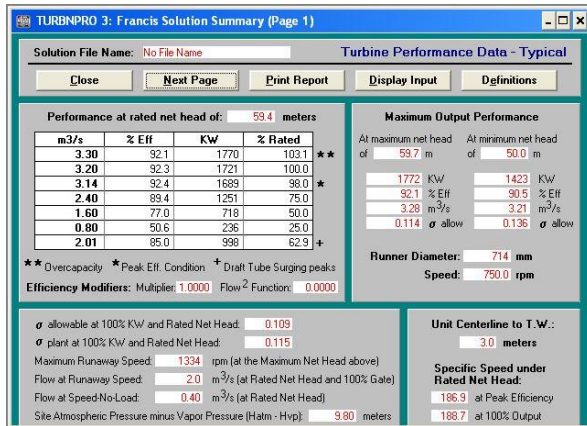 TURBNPRO 3: Francis Solution Summary (Page 1)
Solution File Name: No File Name
Turbine Performance Data - Typical
Close Next Page Print Report Display Input Definitions
Performance at rated net head of: 59.4 meters
m3/s % Eff KW % Rated
3.30 92.1 1770 103.1 **
3.20 92.3 1721 100.0
3.14 92.4 1689 98.0 *
2.40 89.4 1251 75.0
1.60 77.0 718 50.0
0.80 50.6 236 25.0
2.01 85.0 998 62.9 +
** Overcapacity * Peak Eff. Condition + Draft Tube Surging peaks
Efficiency Modifiers: Multiplier: 1.0000 Flow2 Function: 0.0000
Maximum Output Performance
At maximum net head At minimum net head
of 59.7 m of 50.0 m
1772 KW 1423 KW
92.1 % Eff 90.5 % Eff
3.28 m3/s 3.21 m3/s
0.114 σ allow 0.136 σ allow
Runner Diameter: 714 mm
Speed: 750.0 rpm
σ allowable at 100% KW and Rated Net Head: 0.109
σ plant at 100% KW and Rated Net Head: 0.115
Maximum Runaway Speed: 1334 rpm (at the Maximum Net Head above)
Flow at Runaway Speed: 2.0 m3/s (at Rated Net Head and 100% Gate)
Flow at Speed-No-Load: 0.40 m3/s (at Rated Net Head)
Site Atmospheric Pressure minus Vapor Pressure (Hatm - Hvp): 9.80 meters
Unit Centerline to T.W.:
3.0 meters
Specific Speed under
Rated Net Head:
186.9 at Peak Efficiency
188.7 at 100% Output